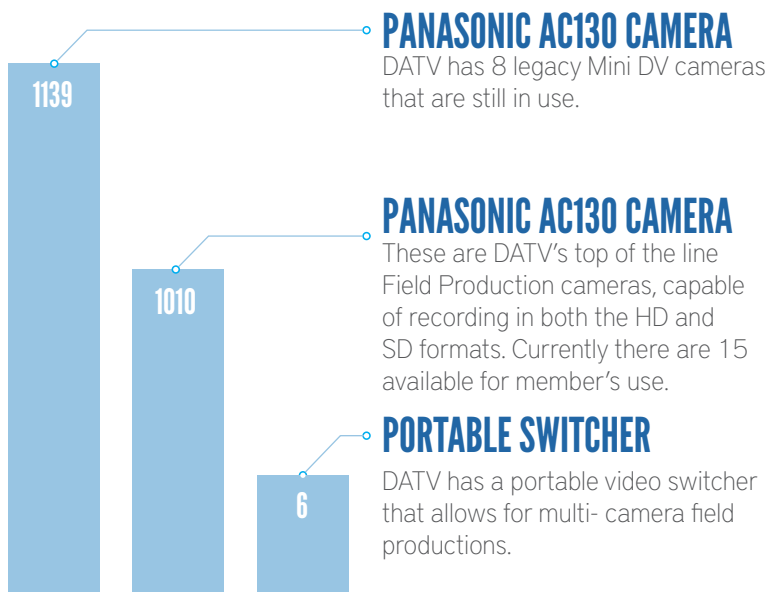 PANASONIC AC130 CAMERA
DATV has 8 legacy Mini DV cameras
that are still in use.
1139
PANASONIC AC130 CAMERA
These are DATV's top of the line
Field Production cameras, capable
of recording in both the HD and
SD formats. Currently there are 15
available for member's use.
1010
PORTABLE SWITCHER
DATV has a portable video switcher
that allows for multi- camera field
productions.
6